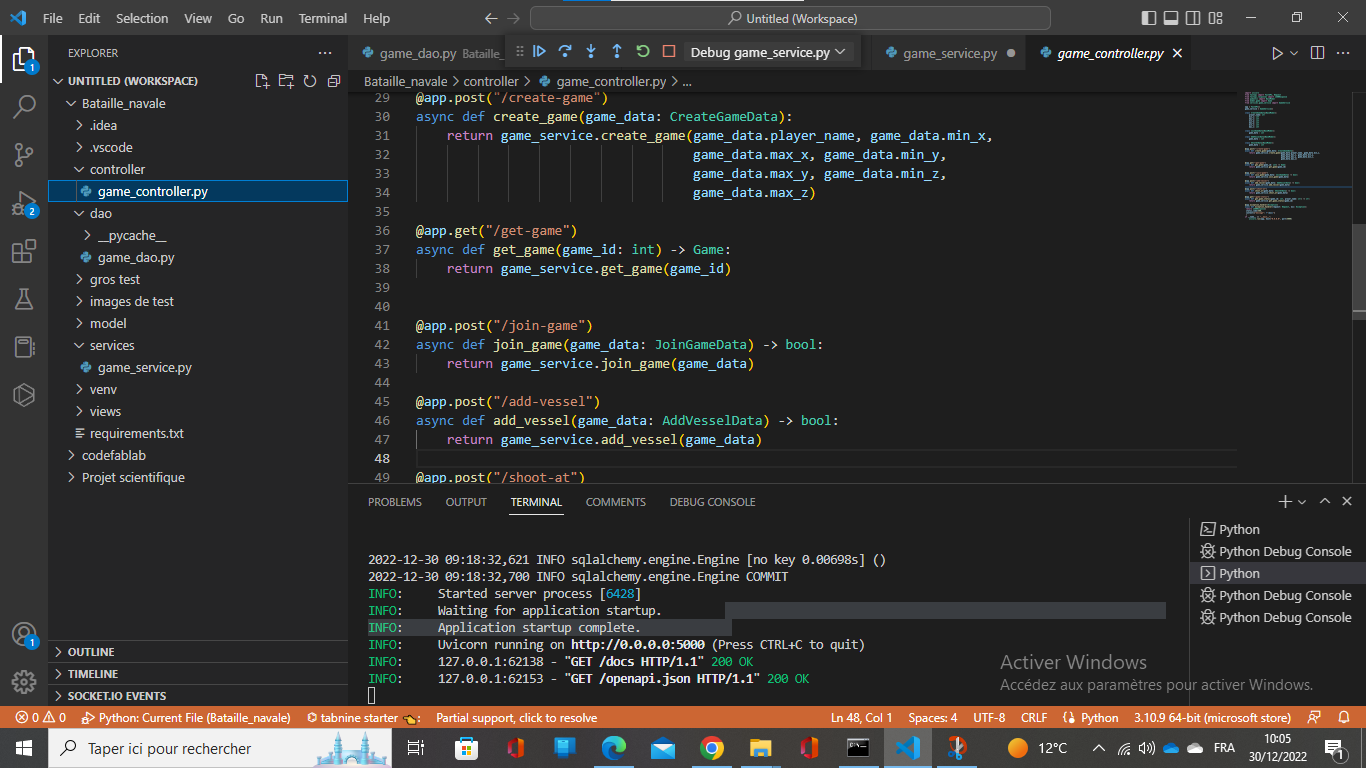 File Edit Selection View Go Run Terminal Help
Untitled (Workspace)
EXPLORER
game_dao.py Bataille_
Debug game_service.py
game_service.py
game_controller.py
UNTITLED (WORKSPACE)
Bataille_navale
.idea
.vscode
controller
game_controller.py
dao
__pycache__
game_dao.py
gros test
images de test
model
services
game_service.py
venv
views
requirements.txt
codefablab
Projet scientifique
OUTLINE
TIMELINE
SOCKET.IO EVENTS
1
2
1
Bataille_navale > controller > game_controller.py > ...
29 @app.post("/create-game")
30 async def create_game(game_data: CreateGameData):
31 return game_service.create_game(game_data.player_name, game_data.min_x,
32 game_data.max_x, game_data.min_y,
33 game_data.max_y, game_data.min_z,
34 game_data.max_z)
35
36 @app.get("/get-game")
37 async def get_game(game_id: int) -> Game:
38 return game_service.get_game(game_id)
39
40
41 @app.post("/join-game")
42 async def join_game(game_data: JoinGameData) -> bool:
43 return game_service.join_game(game_data)
44
45 @app.post("/add-vessel")
46 async def add_vessel(game_data: AddVesselData) -> bool:
47 return game_service.add_vessel(game_data)
48
49 @app.post("/shoot-at")
PROBLEMS OUTPUT TERMINAL COMMENTS DEBUG CONSOLE
2022-12-30 09:18:32,621 INFO sqlalchemy.engine.Engine [no key 0.00698s] ()
2022-12-30 09:18:32,700 INFO sqlalchemy.engine.Engine COMMIT
INFO: Started server process [6428]
INFO: Waiting for application startup.
INFO: Application startup complete.
INFO: Uvicorn running on http://0.0.0.0:5000 (Press CTRL+C to quit)
INFO: 127.0.0.1:62138 - "GET /docs HTTP/1.1" 200 OK
INFO: 127.0.0.1:62153 - "GET /openapi.json HTTP/1.1" 200 OK
Python
Python Debug Console
Python
Python Debug Console
Python Debug Console
Activer Windows
Accédez aux paramètres pour activer Windows.
0 0 Python: Current File (Bataille_navale) tabnine starter Partial support, click to resolve Ln 48, Col 1 Spaces: 4 UTF-8 CRLF Python 3.10.9 64-bit (microsoft store)
Taper ici pour rechercher
12°C
FRA
10:05
30/12/2022
1